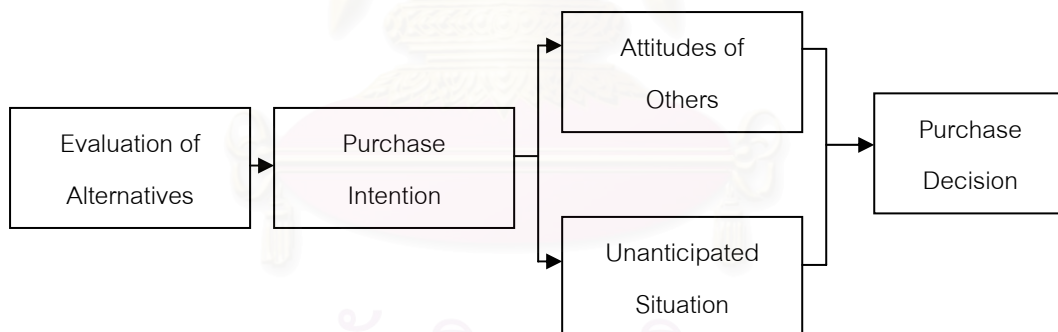 Evaluation of
Alternatives
Purchase
Intention
Attitudes of
Others
Unanticipated
Situation
Purchase
Decision